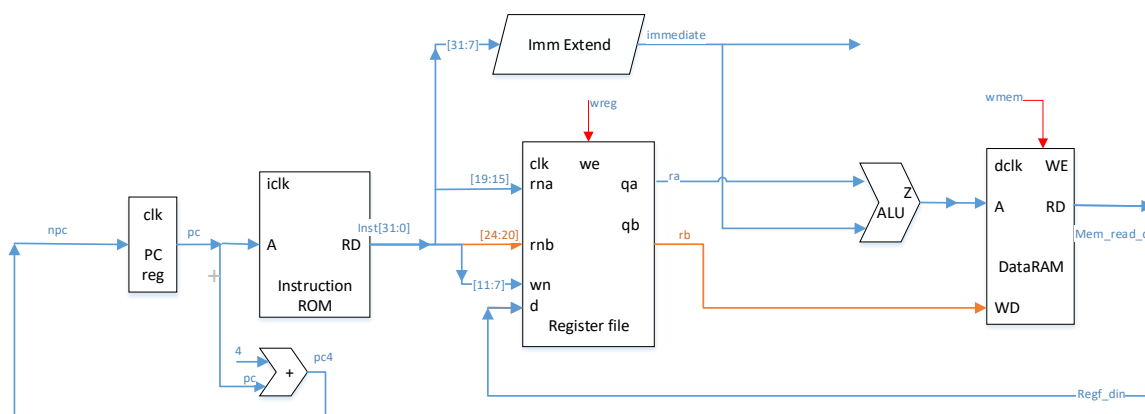 [31:7]
Imm Extend
immediate
wreg
wmem
clk
we
dclk
WE
[19:15]
rna
qa
ra
Z
ALU
A
RD
iclk
clk
npc
PC
reg
pc
A
RD
Inst[31:0]
[24:20]
rnb
qb
rb
Mem_read_
DataRAM
Instruction
ROM
[11:7]
wn
d
WD
Register file
4
+
pc4
pc
Regf_din